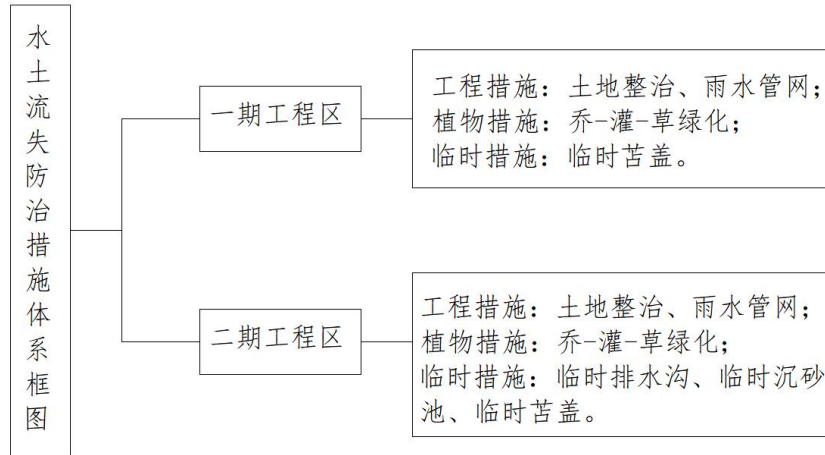 水土流失防治措施体系框图
一期工程区
工程措施：土地整治、雨水管网；
植物措施：乔-灌-草绿化；
临时措施：临时苫盖。
二期工程区
工程措施：土地整治、雨水管网；
植物措施：乔-灌-草绿化；
临时措施：临时排水沟、临时沉砂
池、临时苫盖。